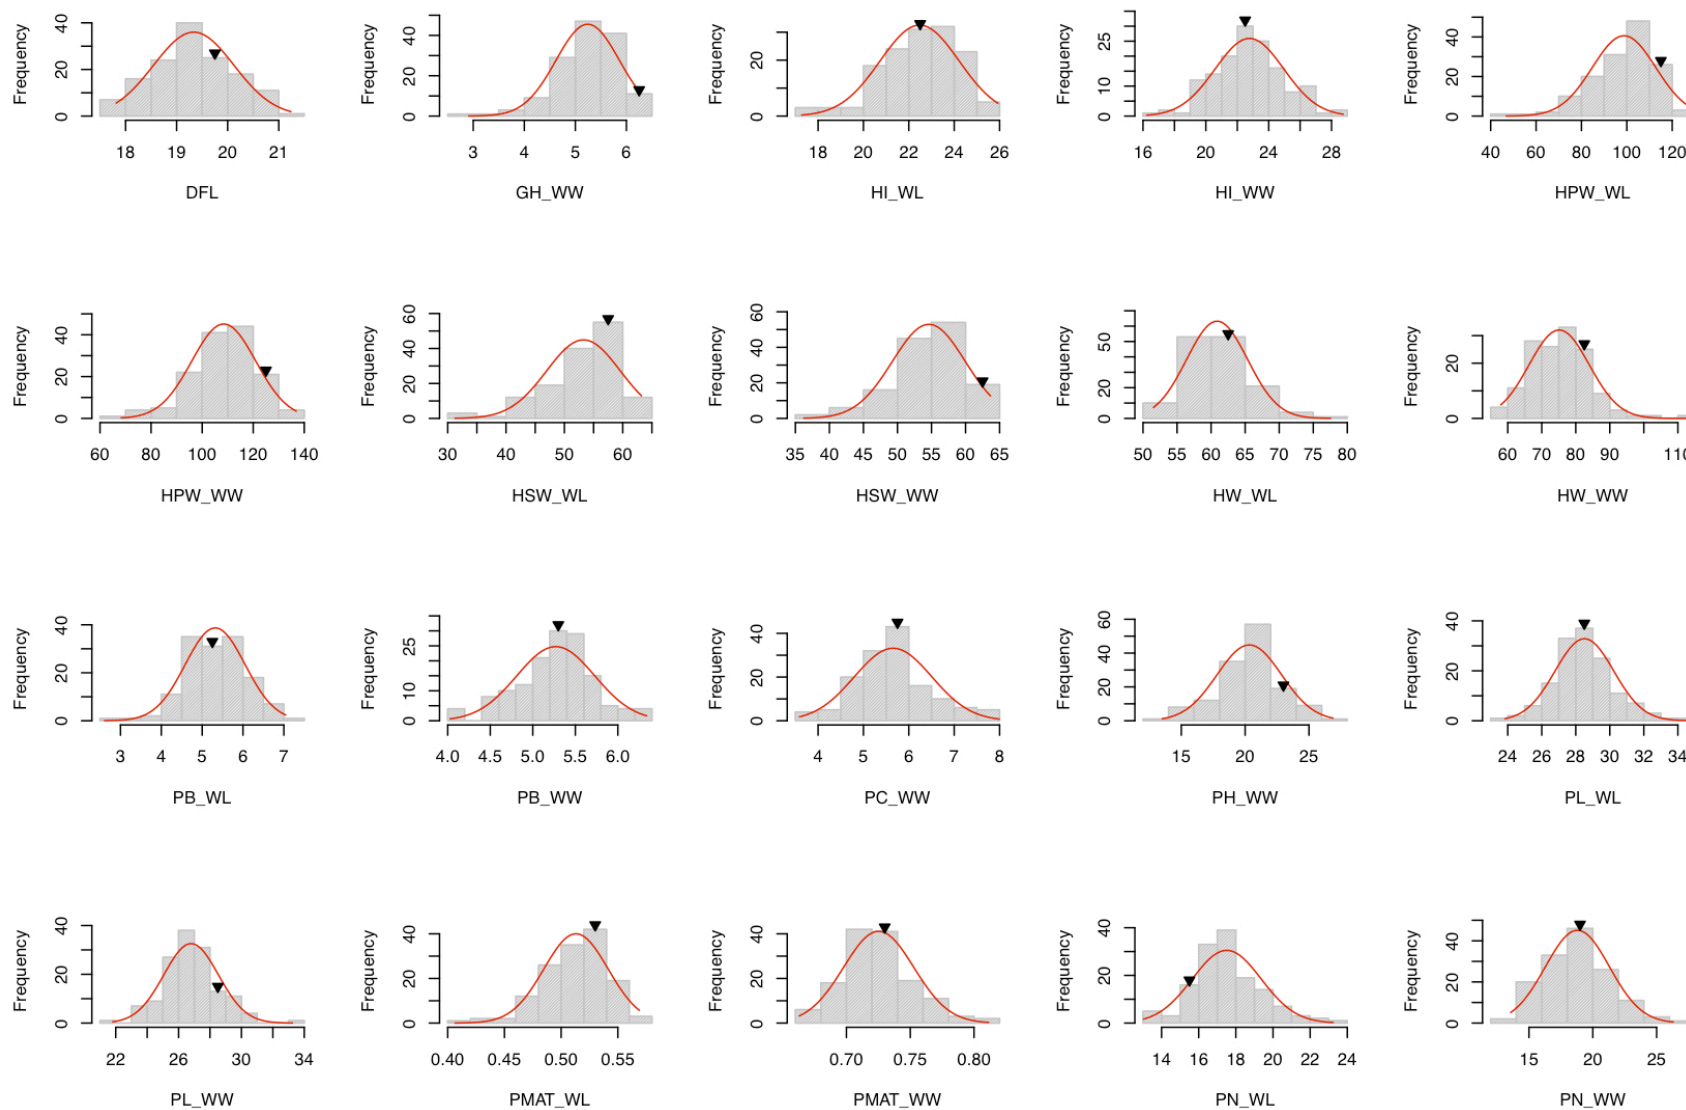 Frequency 0 20 40 18 19 20 21 DFL
Frequency 0 20 40 3 4 5 6 GH_WW
Frequency 0 20 18 20 22 24 26 HI_WL
Frequency 0 10 25 16 20 24 28 HI_WW
Frequency 0 20 40 40 60 80 100 120 HPW_WL
Frequency 0 20 40 60 80 100 120 140 HPW_WW
Frequency 0 20 40 60 30 40 50 60 HSW_WL
Frequency 0 20 40 60 35 40 45 50 55 60 65 HSW_WW
Frequency 0 20 50 50 55 60 65 70 75 80 HW_WL
Frequency 0 20 60 70 80 90 110 HW_WW
Frequency 0 20 40 3 4 5 6 7 PB_WL
Frequency 0 10 25 4.0 4.5 5.0 5.5 6.0 PB_WW
Frequency 0 20 40 4 5 6 7 8 PC_WW
Frequency 0 20 40 60 15 20 25 PH_WW
Frequency 0 20 40 24 26 28 30 32 34 PL_WL
Frequency 0 20 40 22 26 30 34 PL_WW
Frequency 0 20 40 0.40 0.45 0.50 0.55 PMAT_WL
Frequency 0 20 40 0.70 0.75 0.80 PMAT_WW
Frequency 0 20 40 14 16 18 20 22 24 PN_WL
Frequency 0 20 40 15 20 25 PN_WW